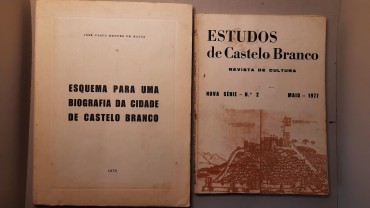 ESQUEMA PARA UMA
BIOGRAFIA DA CIDADE
DE CASTELO BRANCO
ESTUDOS
de Castelo Branco
REVISTA DE CULTURA
NOVA SÉRIE - N.º 2 MAIO - 1977